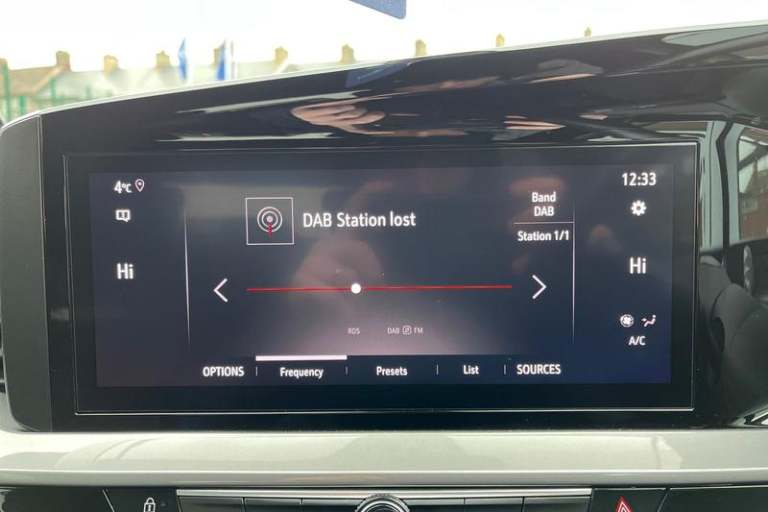 4°C
12:33
DAB Station lost
Band
DAB
Station 1/1
Hi
Hi
RDS
DAB FM
A/C
OPTIONS
Frequency
Presets
List
SOURCES